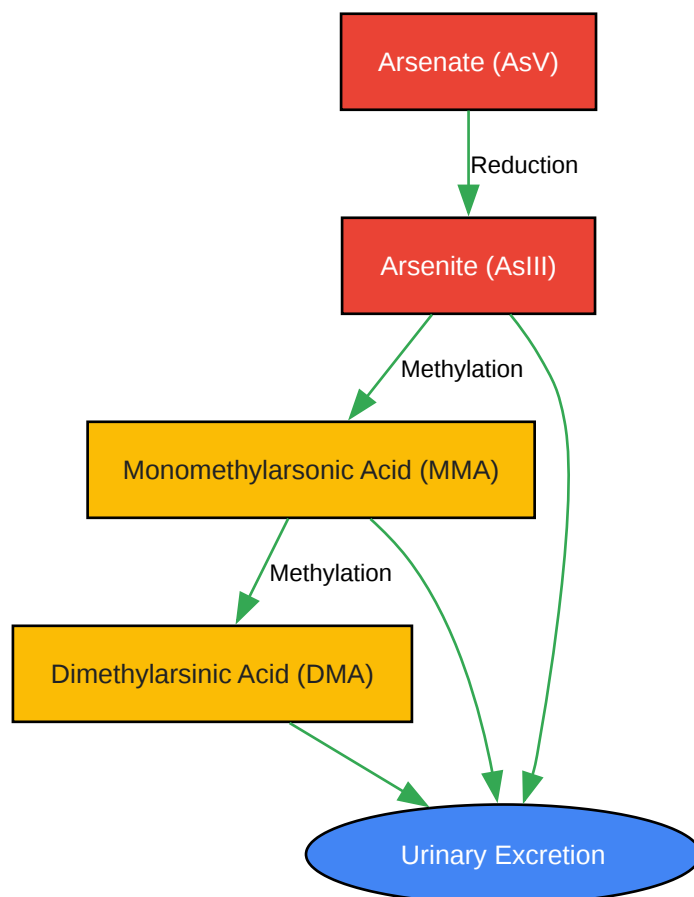 Arsenate (AsV)
Reduction
Arsenite (AsIII)
Methylation
Monomethylarsonic Acid (MMA)
Methylation
Dimethylarsinic Acid (DMA)
Urinary Excretion